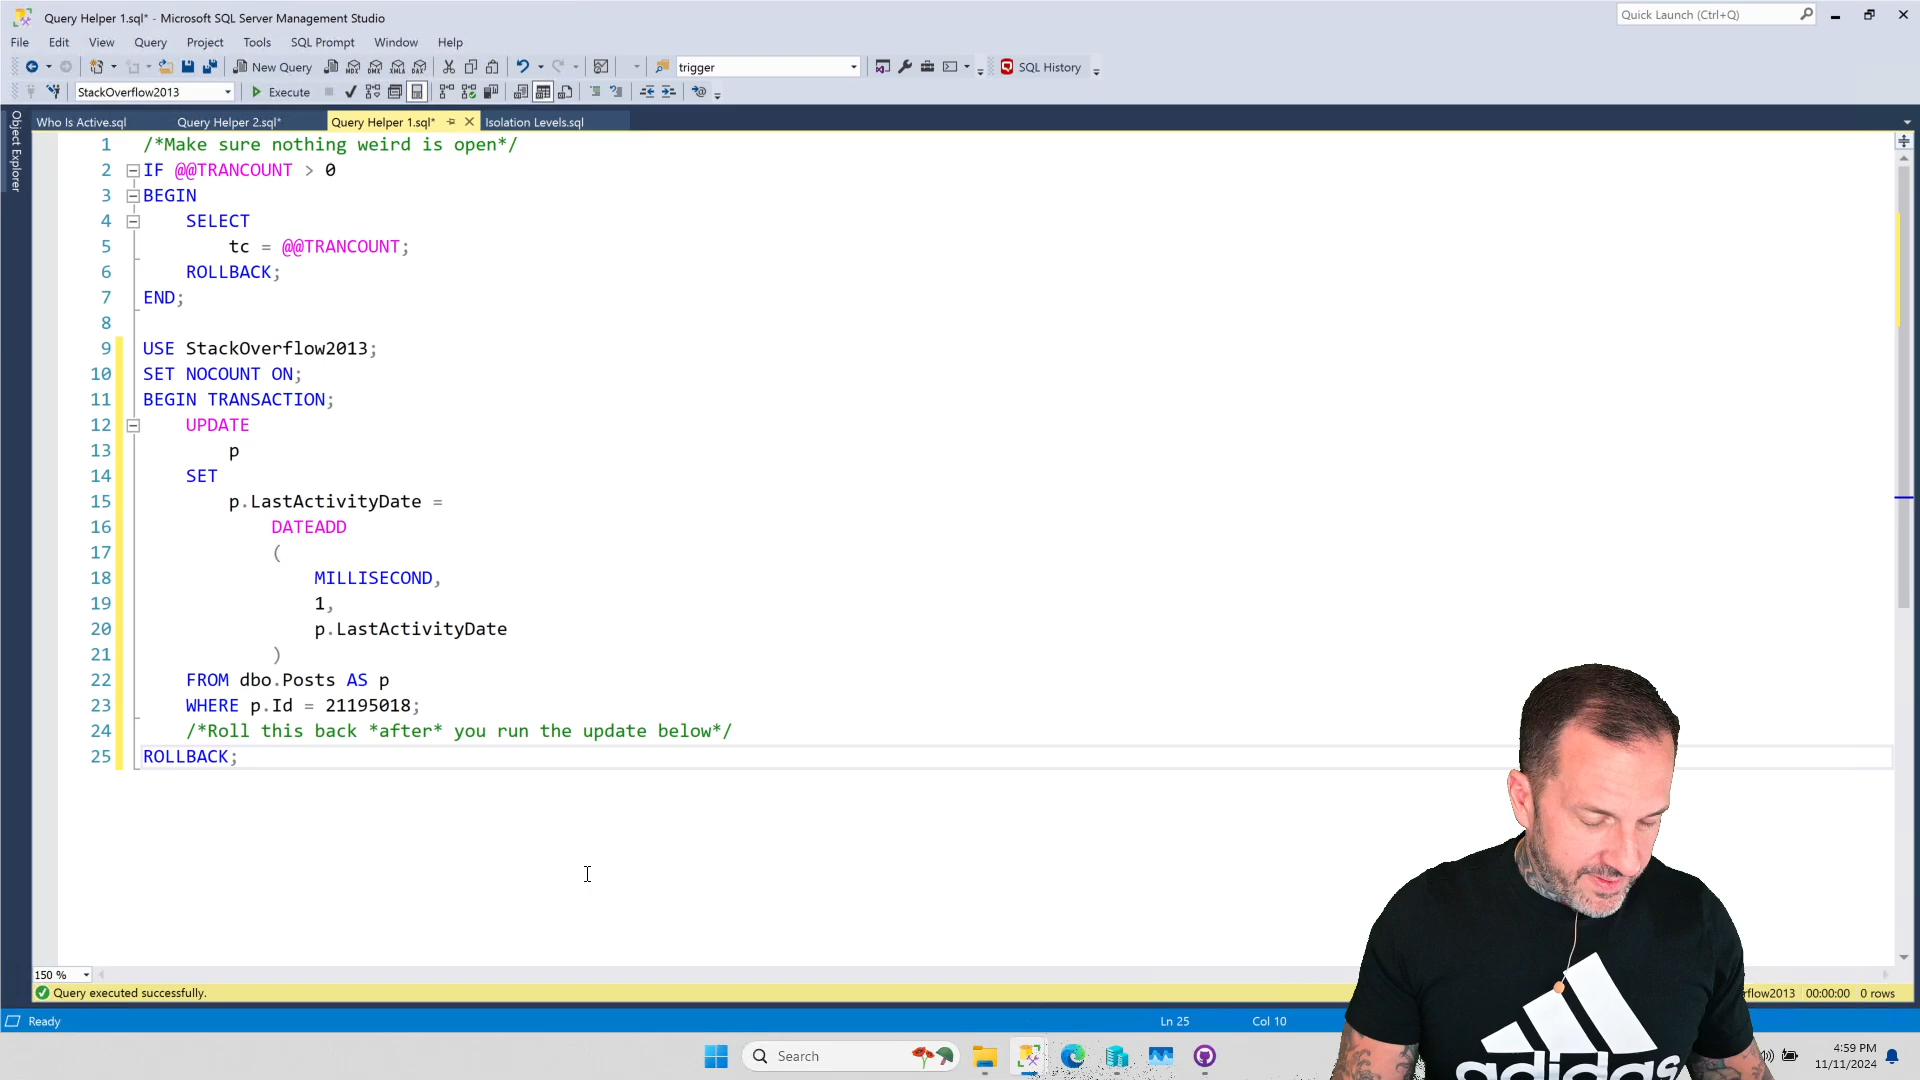 Query Helper 1.sql* - Microsoft SQL Server Management Studio
Quick Launch (Ctrl+Q)
File Edit View Query Project Tools SQL Prompt Window Help
New Query MDX DMX XMLA DAX trigger SQL History
StackOverflow2013 Execute
Who Is Active.sql Query Helper 2.sql* Query Helper 1.sql* Isolation Levels.sql
Object Explorer
1 /*Make sure nothing weird is open*/
2 IF @@TRANCOUNT > 0
3 BEGIN
4 SELECT
5 tc = @@TRANCOUNT;
6 ROLLBACK;
7 END;
8
9 USE StackOverflow2013;
10 SET NOCOUNT ON;
11 BEGIN TRANSACTION;
12 UPDATE
13 p
14 SET
15 p.LastActivityDate =
16 DATEADD
17 (
18 MILLISECOND,
19 1,
20 p.LastActivityDate
21 )
22 FROM dbo.Posts AS p
23 WHERE p.Id = 21195018;
24 /*Roll this back *after* you run the update below*/
25 ROLLBACK;
150 %
Query executed successfully. rflow2013 00:00:00 0 rows
Ready Ln 25 Col 10
Search
4:59 PM
11/11/2024
adidas